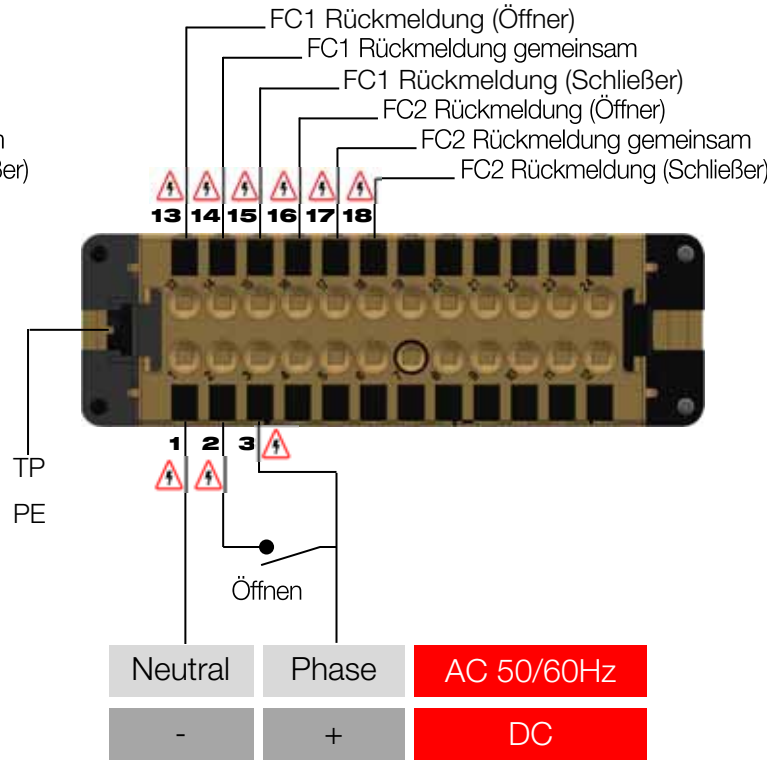 FC1 Rückmeldung (Öffner)
FC1 Rückmeldung gemeinsam
FC1 Rückmeldung (Schließer)
FC2 Rückmeldung (Öffner)
FC2 Rückmeldung gemeinsam
FC2 Rückmeldung (Schließer)
13 14 15 16 17 18
1 2 3
TP
PE
Öffnen
Neutral Phase AC 50/60Hz
- + DC